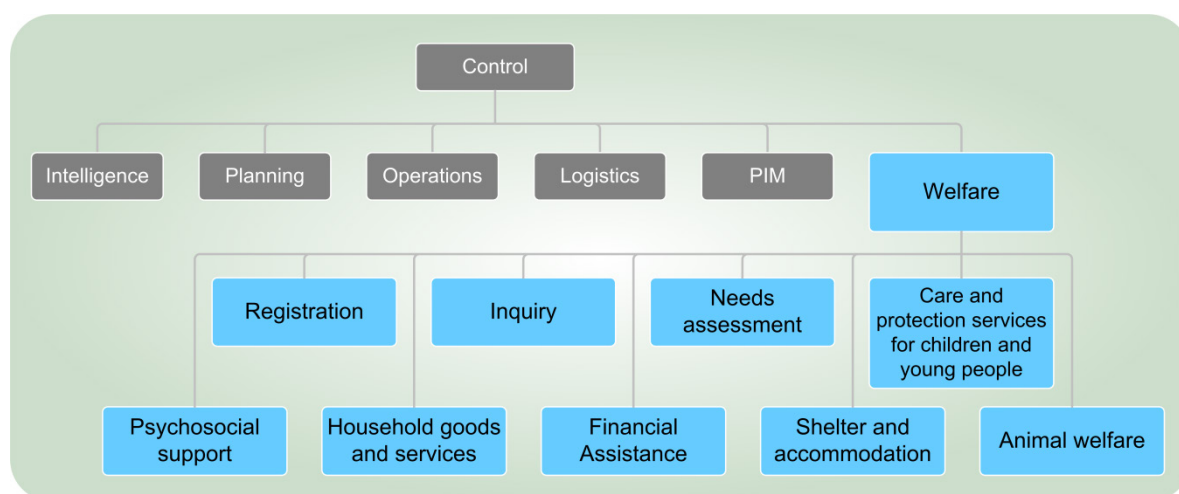 Control
Intelligence
Planning
Operations
Logistics
PIM
Welfare
Registration
Inquiry
Needs
assessment
Care and
protection services
for children and
young people
Psychosocial
support
Household goods
and services
Financial
Assistance
Shelter and
accommodation
Animal welfare